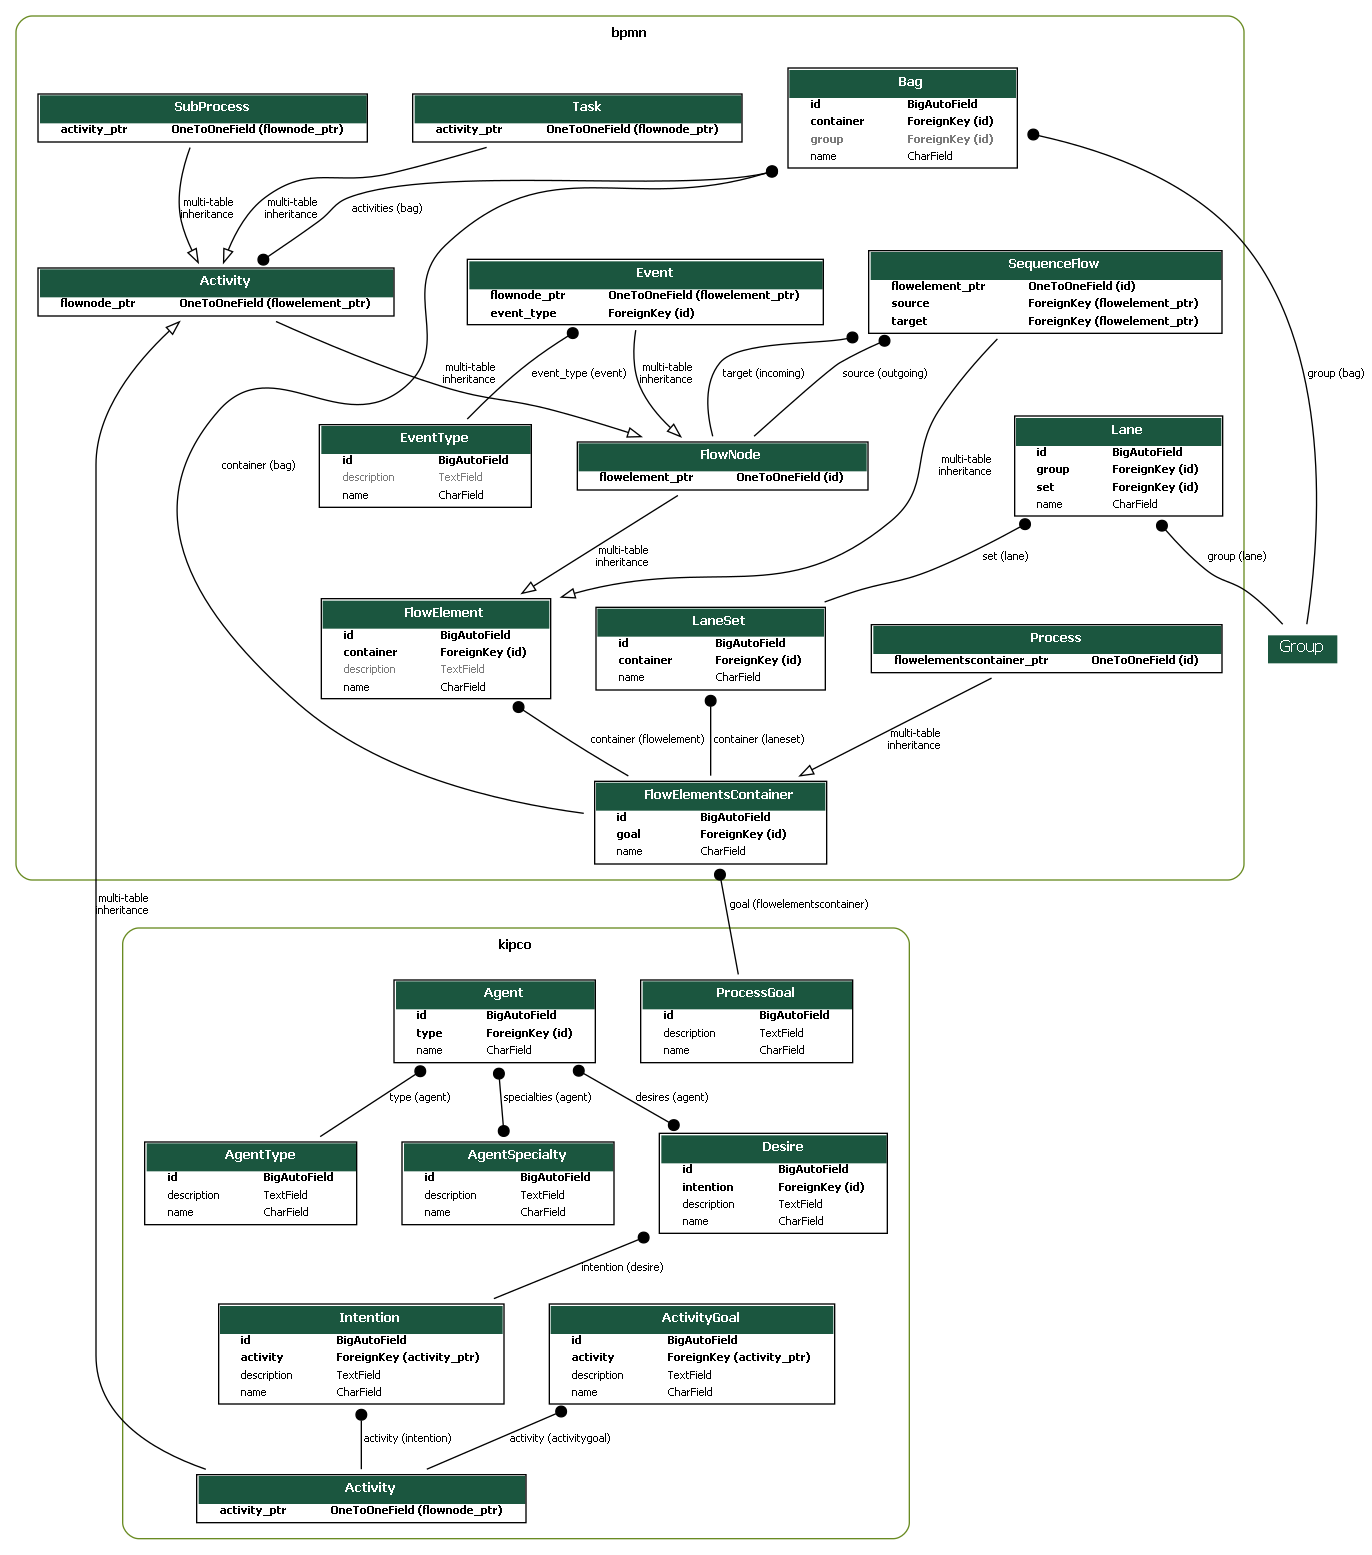 bpmn
Bag
id BigAutoField
container ForeignKey (id)
group ForeignKey (id)
name CharField
SubProcess
activity_ptr OneToOneField (flownode_ptr)
Task
activity_ptr OneToOneField (flownode_ptr)
multi-table
inheritance
multi-table
inheritance
activities (bag)
Activity
flownode_ptr OneToOneField (flowelement_ptr)
Event
flownode_ptr OneToOneField (flowelement_ptr)
event_type ForeignKey (id)
SequenceFlow
flowelement_ptr OneToOneField (id)
source ForeignKey (flowelement_ptr)
target ForeignKey (flowelement_ptr)
multi-table
inheritance
event_type (event)
multi-table
inheritance
target (incoming)
source (outgoing)
group (bag)
EventType
id BigAutoField
description TextField
name CharField
FlowNode
flowelement_ptr OneToOneField (id)
Lane
id BigAutoField
group ForeignKey (id)
set ForeignKey (id)
name CharField
container (bag)
multi-table
inheritance
multi-table
inheritance
set (lane)
group (lane)
FlowElement
id BigAutoField
container ForeignKey (id)
description TextField
name CharField
LaneSet
id BigAutoField
container ForeignKey (id)
name CharField
Process
flowelementscontainer_ptr OneToOneField (id)
Group
container (flowelement)
container (laneset)
multi-table
inheritance
FlowElementsContainer
id BigAutoField
goal ForeignKey (id)
name CharField
multi-table
inheritance
goal (flowelementscontainer)
kipco
Agent
id BigAutoField
type ForeignKey (id)
name CharField
ProcessGoal
id BigAutoField
description TextField
name CharField
type (agent)
specialties (agent)
desires (agent)
AgentType
id BigAutoField
description TextField
name CharField
AgentSpecialty
id BigAutoField
description TextField
name CharField
Desire
id BigAutoField
intention ForeignKey (id)
description TextField
name CharField
intention (desire)
Intention
id BigAutoField
activity ForeignKey (activity_ptr)
description TextField
name CharField
ActivityGoal
id BigAutoField
activity ForeignKey (activity_ptr)
description TextField
name CharField
activity (intention)
activity (activitygoal)
Activity
activity_ptr OneToOneField (flownode_ptr)